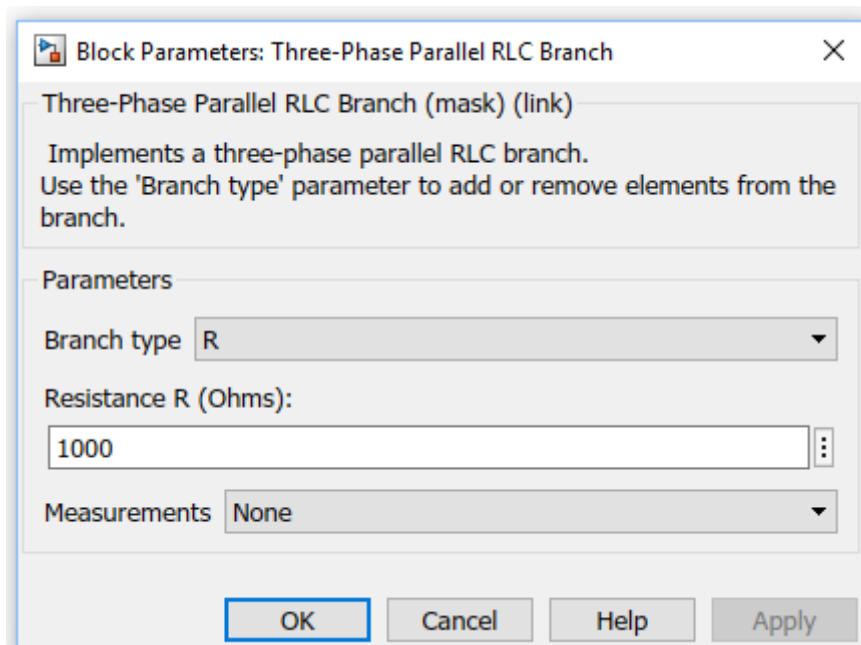 Block Parameters: Three-Phase Parallel RLC Branch
Three-Phase Parallel RLC Branch (mask) (link)
Implements a three-phase parallel RLC branch.
Use the 'Branch type' parameter to add or remove elements from the
branch.
Parameters
Branch type R
Resistance R (Ohms):
1000
Measurements None
OK Cancel Help Apply